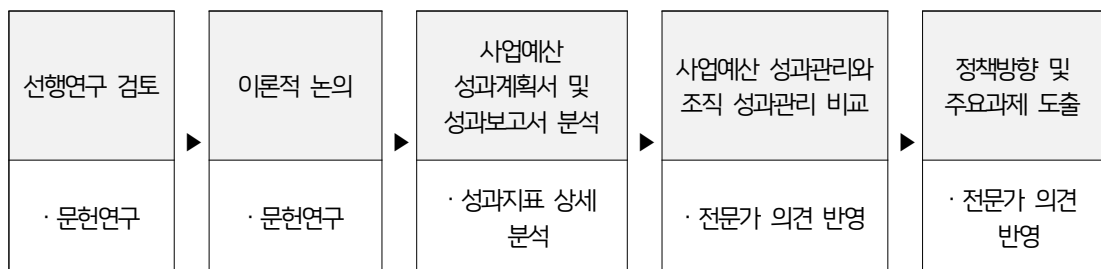 선행연구 검토
· 문헌연구
▶
이론적 논의
· 문헌연구
▶
사업예산
성과계획서 및
성과보고서 분석
· 성과지표 상세
분석
▶
사업예산 성과관리와
조직 성과관리 비교
· 전문가 의견 반영
▶
정책방향 및
주요과제 도출
· 전문가 의견
반영